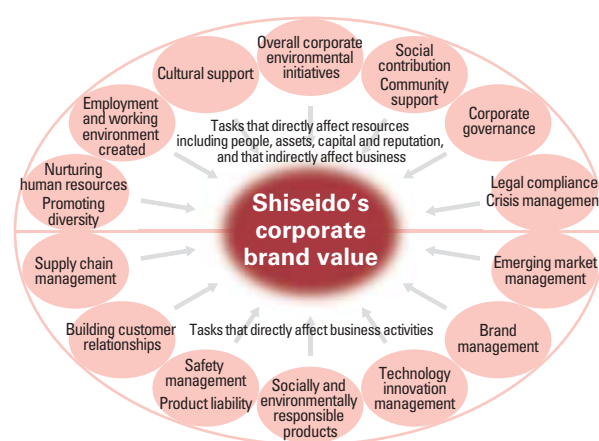 Overall corporate
environmental
initiatives
Social
contribution
Community
support
Cultural support
Corporate
governance
Employment
and working
environment
created
Tasks that directly affect resources
including people, assets, capital and reputation,
and that indirectly affect business
Nurturing
human resources
Promoting
diversity
Legal compliance
Crisis management
Shiseido's
corporate
brand value
Supply chain
management
Emerging market
management
Building customer
relationships
Tasks that directly affect business activities
Brand
management
Safety
management
Product liability
Socially and
environmentally
responsible
products
Technology
innovation
management